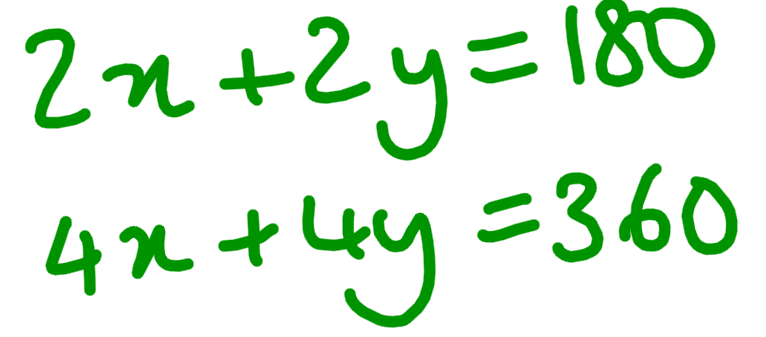 2x + 2y = 180
4x + 4y = 360